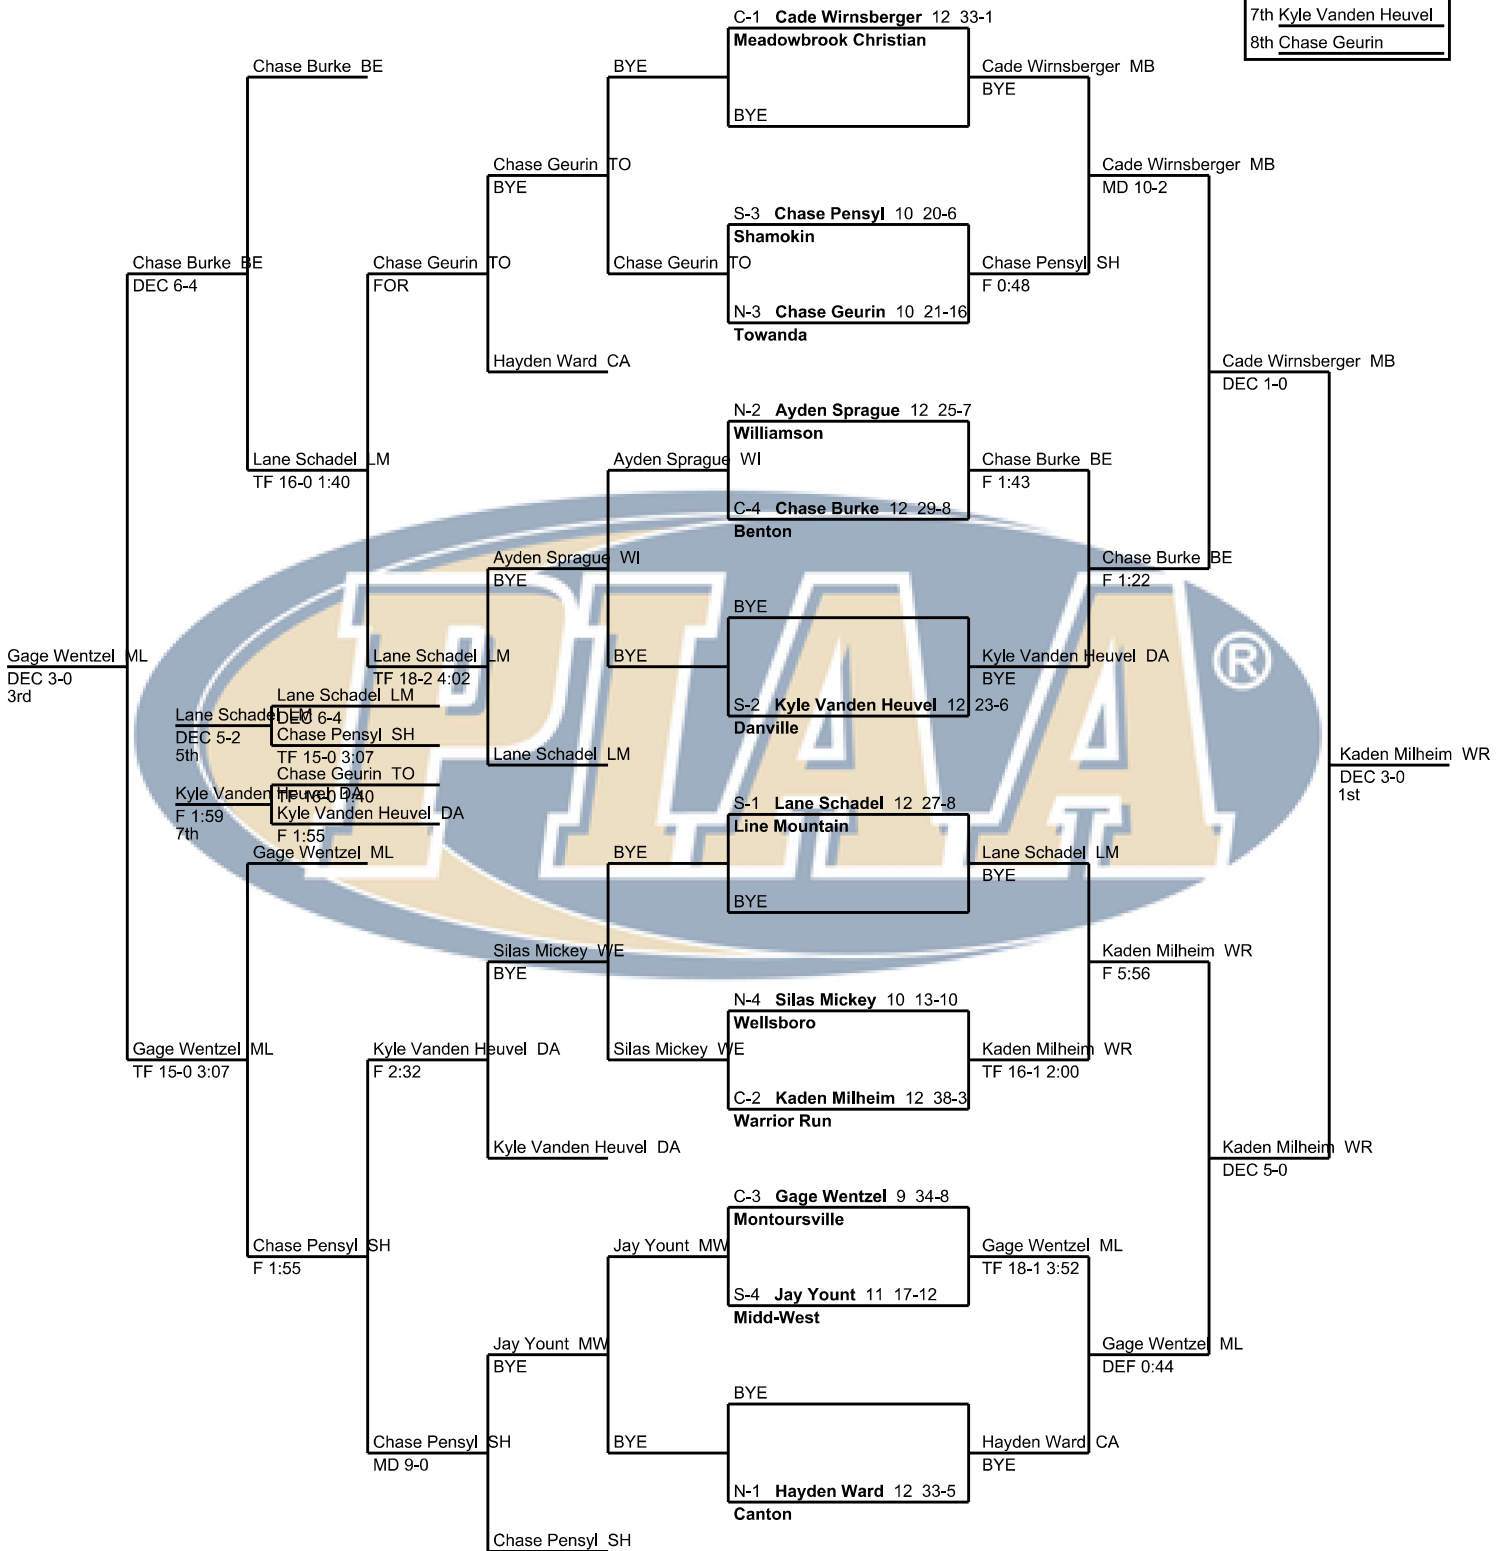 C-1 Cade Wirnsberger 12 33-1
Meadowbrook Christian
BYE
7th Kyle Vanden Heuvel
8th Chase Geurin
Chase Burke BE
BYE
Cade Wirnsberger MB
BYE
Chase Geurin TO
BYE
Cade Wirnsberger MB
MD 10-2
S-3 Chase Pensyl 10 20-6
Shamokin
N-3 Chase Geurin 10 21-16
Towanda
Chase Burke BE
DEC 6-4
Chase Geurin TO
FOR
Chase Geurin TO
Chase Pensyl SH
F 0:48
Hayden Ward CA
Cade Wirnsberger MB
DEC 1-0
N-2 Ayden Sprague 12 25-7
Williamson
C-4 Chase Burke 12 29-8
Benton
Lane Schadel LM
TF 16-0 1:40
Ayden Sprague WI
Chase Burke BE
F 1:43
Ayden Sprague WI
BYE
Chase Burke BE
F 1:22
BYE
S-2 Kyle Vanden Heuvel 12 23-6
Danville
Gage Wentzel ML
DEC 3-0
3rd
Lane Schadel LM
TF 18-2 4:02
BYE
Kyle Vanden Heuvel DA
BYE
Lane Schadel LM
DEC 6-4
Lane Schadel LM
DEC 5-2
5th
Chase Pensyl SH
TF 15-0 3:07
Chase Geurin TO
TF 16-0 1:40
Kyle Vanden Heuvel DA
F 1:59
7th
Kyle Vanden Heuvel DA
F 1:55
Lane Schadel LM
Kaden Milheim WR
DEC 3-0
1st
PIAA®
S-1 Lane Schadel 12 27-8
Line Mountain
BYE
Gage Wentzel ML
BYE
Lane Schadel LM
BYE
Silas Mickey WE
BYE
Kaden Milheim WR
F 5:56
N-4 Silas Mickey 10 13-10
Wellsboro
C-2 Kaden Milheim 12 38-3
Warrior Run
Gage Wentzel ML
TF 15-0 3:07
Kyle Vanden Heuvel DA
F 2:32
Silas Mickey WE
Kaden Milheim WR
TF 16-1 2:00
Kyle Vanden Heuvel DA
Kaden Milheim WR
DEC 5-0
C-3 Gage Wentzel 9 34-8
Montoursville
S-4 Jay Yount 11 17-12
Midd-West
Chase Pensyl SH
F 1:55
Jay Yount MW
Gage Wentzel ML
TF 18-1 3:52
Jay Yount MW
BYE
Gage Wentzel ML
DEF 0:44
BYE
N-1 Hayden Ward 12 33-5
Canton
Chase Pensyl SH
MD 9-0
BYE
Hayden Ward CA
BYE
Chase Pensyl SH